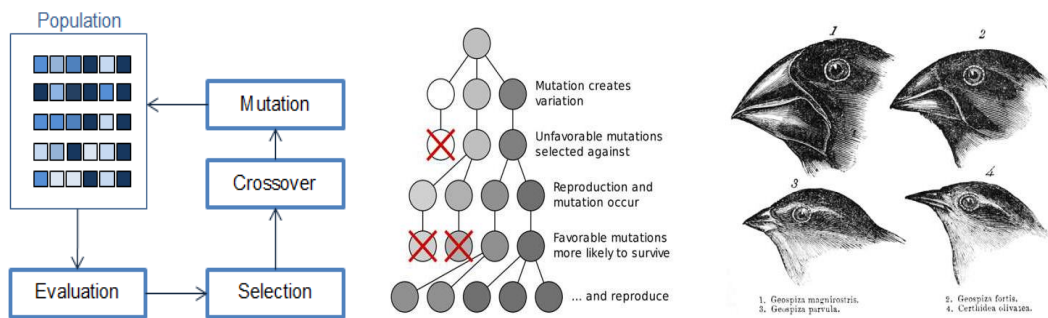 Population
Mutation
Crossover
Evaluation
Selection
Mutation creates
variation
Unfavorable mutations
selected against
Reproduction and
mutation occur
Favorable mutations
more likely to survive
... and reproduce
1
2
3
4
1. Geospiza magnirostris.
2. Geospiza fortis.
3. Geospiza parvula.
4. Certhidea olivasea.